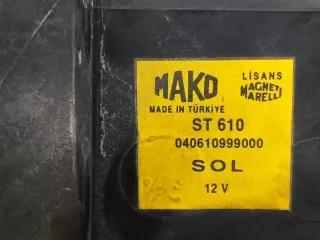 MAKO
LİSANS
MAGNETI
MARELLI
MADE IN TÜRKİYE
ST 610
040610999000
SOL
12 V